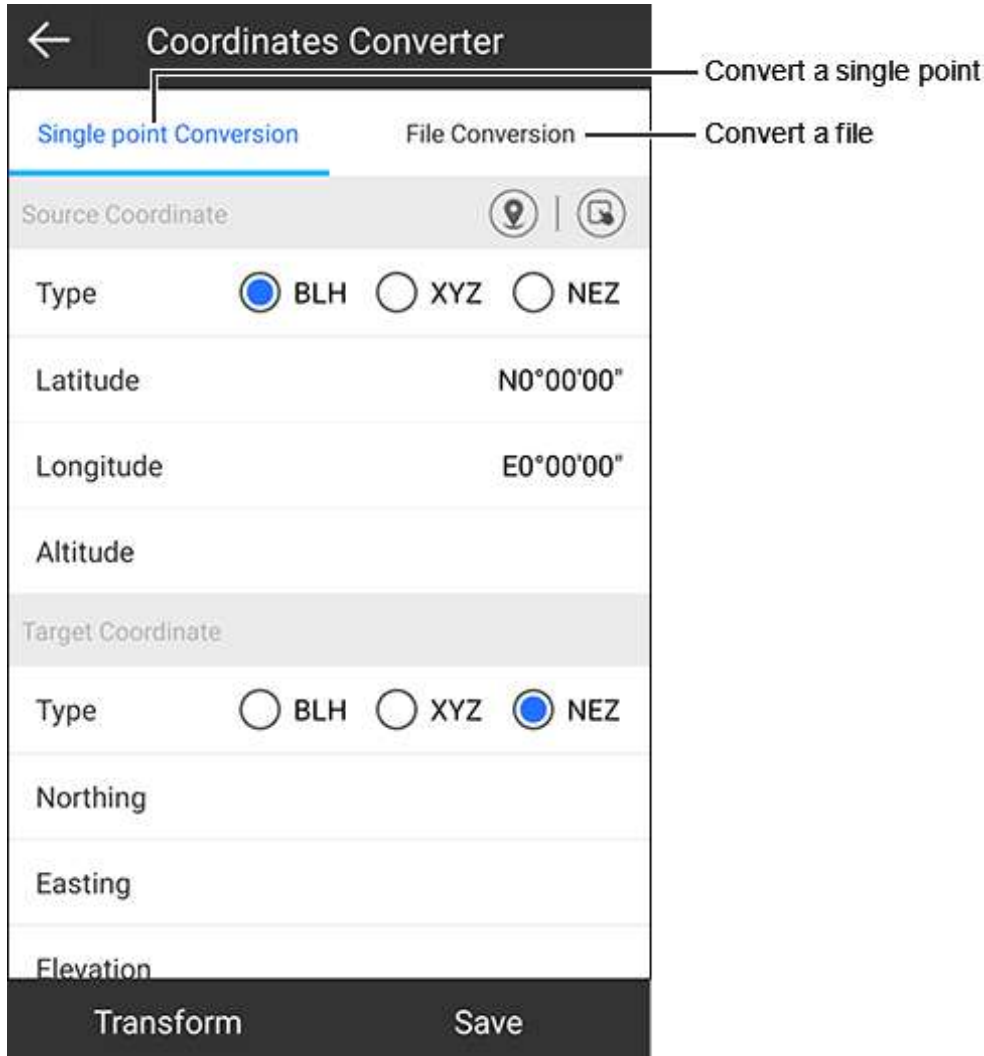 Coordinates Converter
Convert a single point
Single point Conversion File Conversion
Convert a file
Source Coordinate
Type BLH XYZ NEZ
Latitude N0°00'00"
Longitude E0°00'00"
Altitude
Target Coordinate
Type BLH XYZ NEZ
Northing
Easting
Elevation
Transform Save